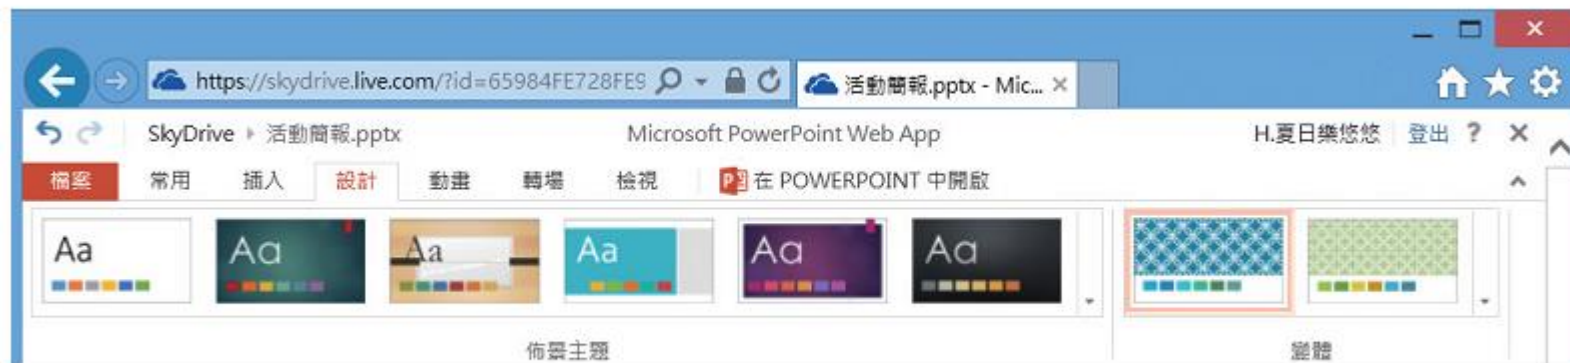 https://skydrive.live.com/?id=65984FE728FE9
活動簡報.pptx - Mic...
SkyDrive ▸ 活動簡報.pptx
Microsoft PowerPoint Web App
H.夏日樂悠悠 登出 ?
檔案 常用 插入 設計 動畫 轉場 檢視 在 POWERPOINT 中開啟
Aa Aa Aa Aa Aa Aa
佈景主題 變體